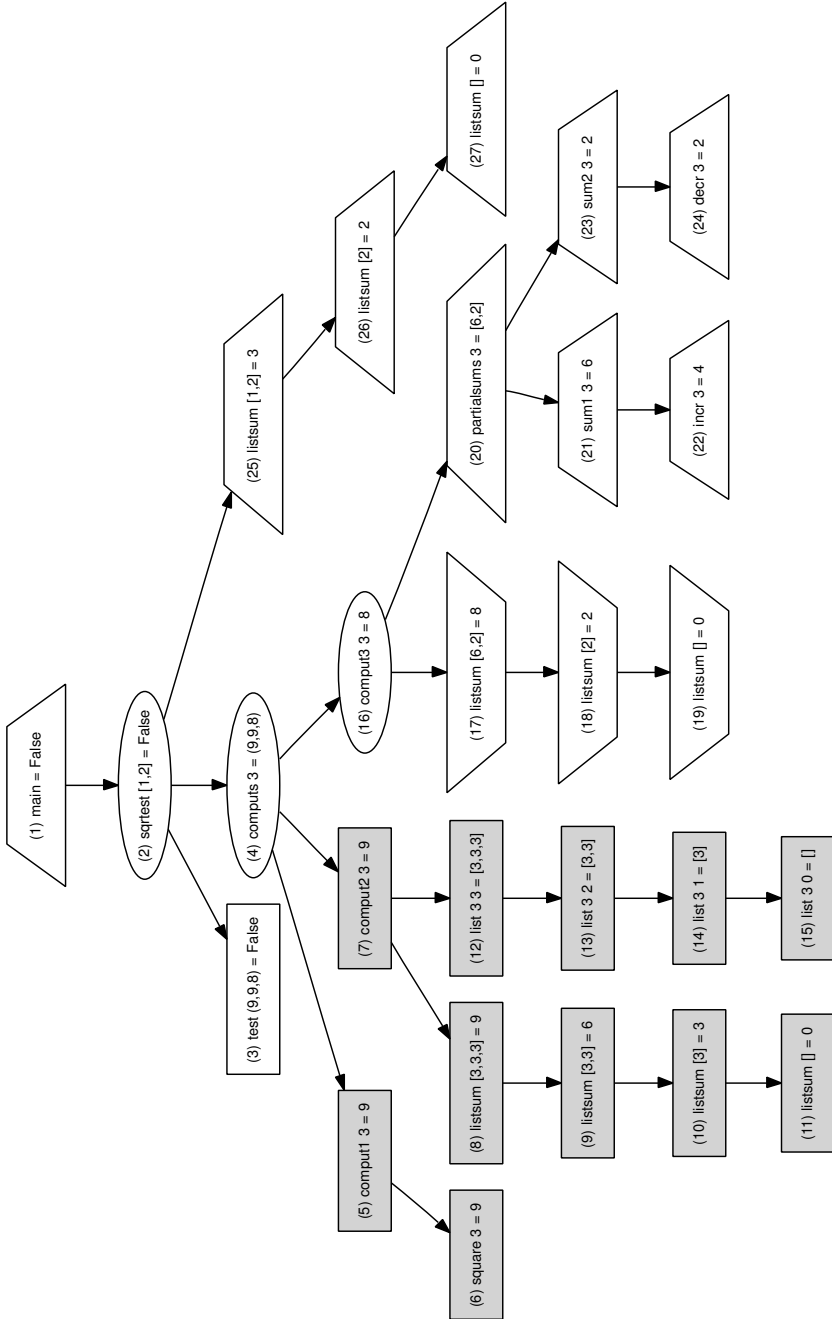 (1) main = False
(2) sqrtest [1,2] = False
(3) test (9,9,8) = False
(4) computs 3 = (9,9,8)
(5) comput1 3 = 9
(6) square 3 = 9
(7) comput2 3 = 9
(8) listsum [3,3,3] = 9
(9) listsum [3,3] = 6
(10) listsum [3] = 3
(11) listsum [] = 0
(12) list 3 3 = [3,3,3]
(13) list 3 2 = [3,3]
(14) list 3 1 = [3]
(15) list 3 0 = []
(16) comput3 3 = 8
(17) listsum [6,2] = 8
(18) listsum [2] = 2
(19) listsum [] = 0
(20) partialsums 3 = [6,2]
(21) sum1 3 = 6
(22) incr 3 = 4
(23) sum2 3 = 2
(24) decr 3 = 2
(25) listsum [1,2] = 3
(26) listsum [2] = 2
(27) listsum [] = 0